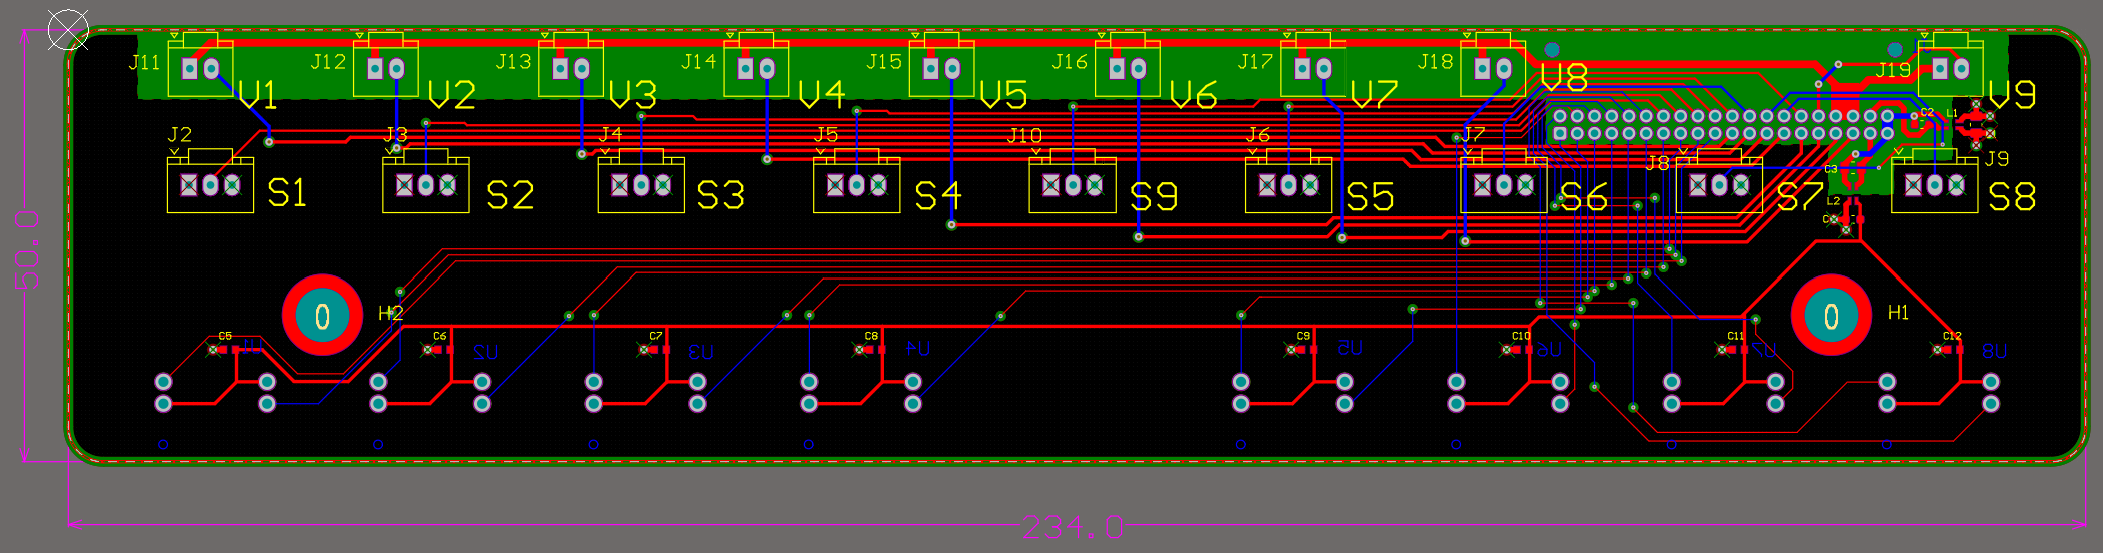 J11 J12 J13 J14 J15 J16 J17 J18 J19
V1 V2 V3 V4 V5 V6 V7 V8 V9
C2 L1
J2 J3 J4 J5 J10 J6 J7 J8 J9
C3
S1 S2 S3 S4 S9 S5 S6 S7 S8
L2
50.0
H2 H1
0 0
C5 C6 C7 C8 C9 C10 C11 C12
U1 U2 U3 U4 U5 U6 U7 U8
234.0